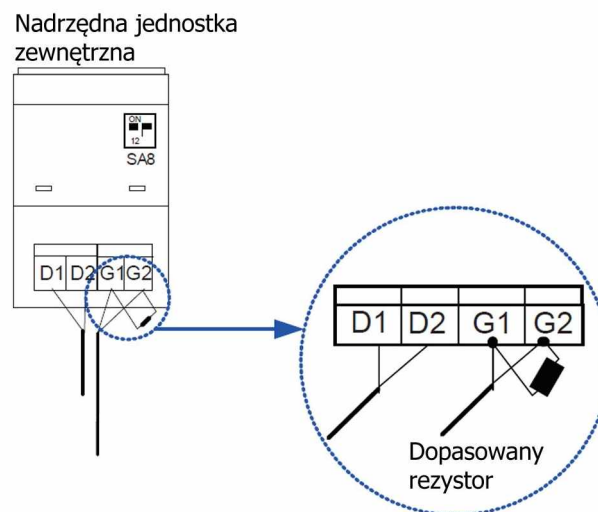 Nadrzędna jednostka
zewnętrzna
ON
12
SA8
D1 D2 G1 G2
D1 D2 G1 G2
Dopasowany
rezystor